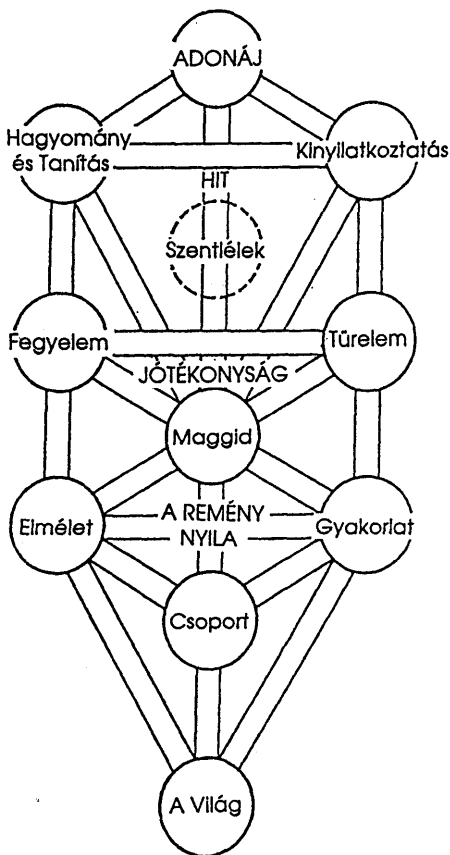 ADONÁJ
Hagyomány
és Tanítás
Kinyilatkoztatás
HIT
Szentlélek
Fegyelem
Türelem
JÓTÉKONYSÁG
Maggid
Elmélet
A REMÉNY
NYILA
Gyakorlat
Csoport
A Világ